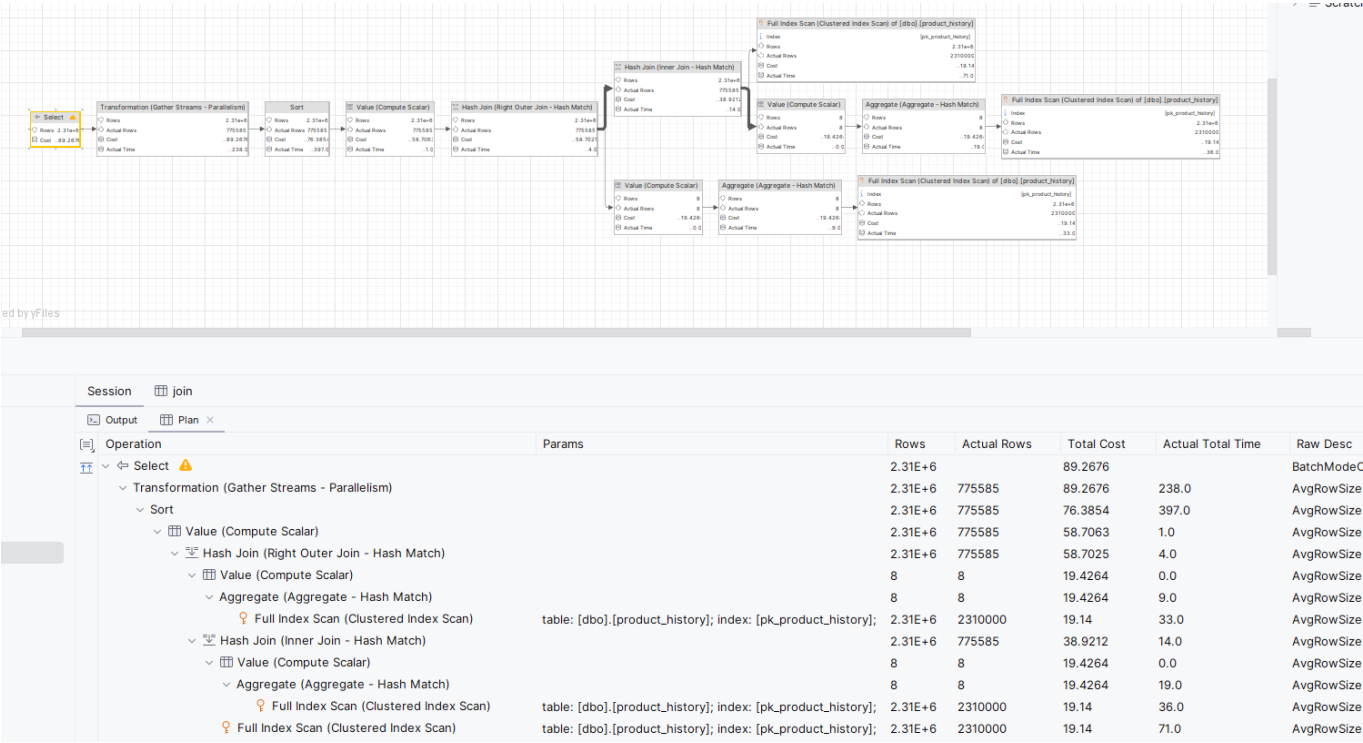 Scratch
Full Index Scan (Clustered Index Scan) of [dbo].[product_history]
Index [pk_product_history]
Rows 2.31e+6
Actual Rows 2310000
Cost ..19.14
Actual Time ..71.0
Hash Join (Inner Join - Hash Match)
Rows 2.31e+6
Actual Rows 775585
Cost ..38.9212
Actual Time ..14.0
Transformation (Gather Streams - Parallelism)
Rows 2.31e+6
Actual Rows 775585
Cost ..89.2676
Actual Time ..238.0
Sort
Rows 2.31e+6
Actual Rows 775585
Cost ..76.3854
Actual Time ..397.0
Value (Compute Scalar)
Rows 2.31e+6
Actual Rows 775585
Cost ..58.7063
Actual Time ..1.0
Hash Join (Right Outer Join - Hash Match)
Rows 2.31e+6
Actual Rows 775585
Cost ..58.7025
Actual Time ..4.0
Value (Compute Scalar)
Rows 8
Actual Rows 8
Cost ..19.426
Actual Time ..0.0
Aggregate (Aggregate - Hash Match)
Rows 8
Actual Rows 8
Cost ..19.426
Actual Time ..19.0
Full Index Scan (Clustered Index Scan) of [dbo].[product_history]
Index [pk_product_history]
Rows 2.31e+6
Actual Rows 2310000
Cost ..19.14
Actual Time ..36.0
Select
Rows 2.31e+6
Cost ..89.2676
Value (Compute Scalar)
Rows 8
Actual Rows 8
Cost ..19.426
Actual Time ..0.0
Aggregate (Aggregate - Hash Match)
Rows 8
Actual Rows 8
Cost ..19.426
Actual Time ..9.0
Full Index Scan (Clustered Index Scan) of [dbo].[product_history]
Index [pk_product_history]
Rows 2.31e+6
Actual Rows 2310000
Cost ..19.14
Actual Time ..33.0
ed by yFiles
Session join
Output Plan
Operation Params Rows Actual Rows Total Cost Actual Total Time Raw Desc
Select 2.31E+6 89.2676 BatchModeO
Transformation (Gather Streams - Parallelism) 2.31E+6 775585 89.2676 238.0 AvgRowSize
Sort 2.31E+6 775585 76.3854 397.0 AvgRowSize
Value (Compute Scalar) 2.31E+6 775585 58.7063 1.0 AvgRowSize
Hash Join (Right Outer Join - Hash Match) 2.31E+6 775585 58.7025 4.0 AvgRowSize
Value (Compute Scalar) 8 8 19.4264 0.0 AvgRowSize
Aggregate (Aggregate - Hash Match) 8 8 19.4264 9.0 AvgRowSize
Full Index Scan (Clustered Index Scan) table: [dbo].[product_history]; index: [pk_product_history]; 2.31E+6 2310000 19.14 33.0 AvgRowSize
Hash Join (Inner Join - Hash Match) 2.31E+6 775585 38.9212 14.0 AvgRowSize
Value (Compute Scalar) 8 8 19.4264 0.0 AvgRowSize
Aggregate (Aggregate - Hash Match) 8 8 19.4264 19.0 AvgRowSize
Full Index Scan (Clustered Index Scan) table: [dbo].[product_history]; index: [pk_product_history]; 2.31E+6 2310000 19.14 36.0 AvgRowSize
Full Index Scan (Clustered Index Scan) table: [dbo].[product_history]; index: [pk_product_history]; 2.31E+6 2310000 19.14 71.0 AvgRowSize